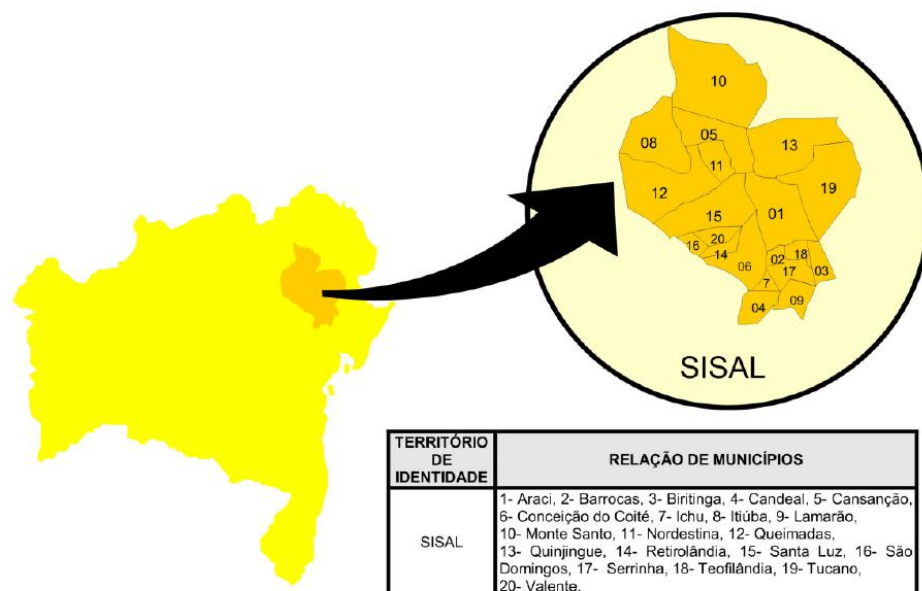 10
05
08
13
11
12
19
15
01
20
16
14
02
18
06
17
03
7
04
09
SISAL
TERRITÓRIO
DE
IDENTIDADE
RELAÇÃO DE MUNICÍPIOS
SISAL
1- Araci, 2- Barrocas, 3- Biritinga, 4- Candeal, 5- Cansanção,
6- Conceição do Coité, 7- Ichu, 8- Itiúba, 9- Lamarão,
10- Monte Santo, 11- Nordestina, 12- Queimadas,
13- Quinjingue, 14- Retirolândia, 15- Santa Luz, 16- São
Domingos, 17- Serrinha, 18- Teofilândia, 19- Tucano,
20- Valente.